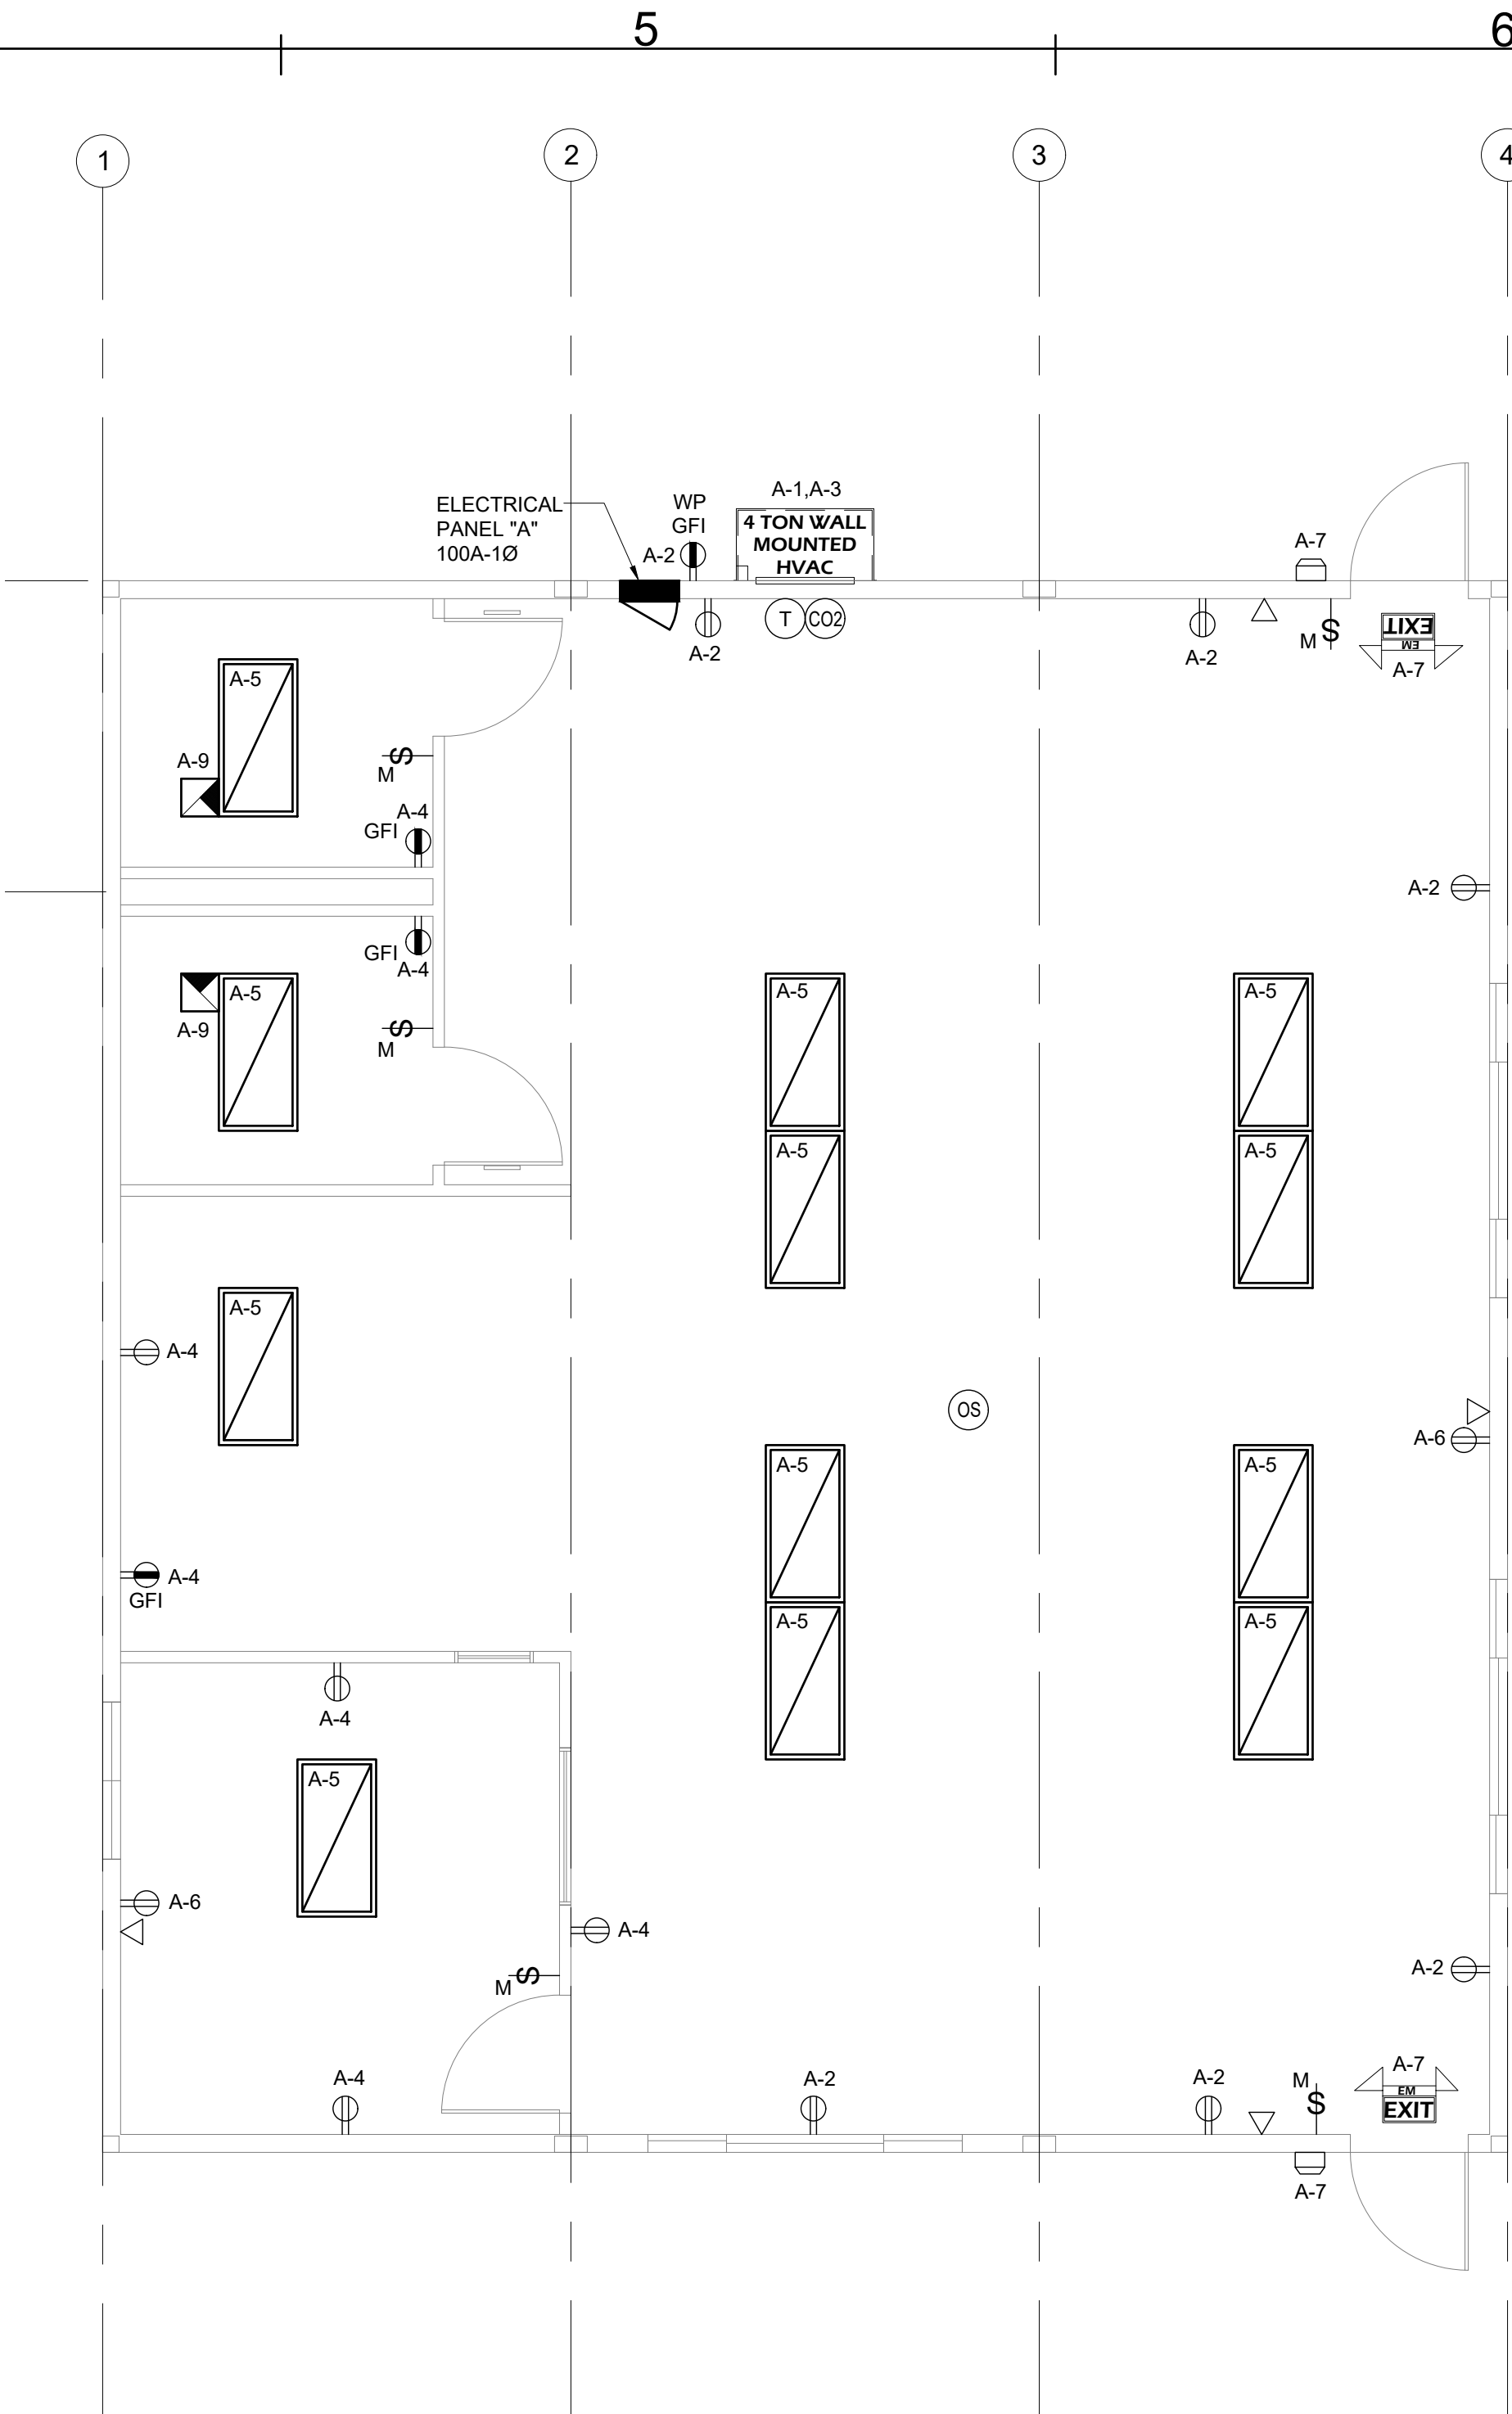 5
6
1
2
3
4
ELECTRICAL
PANEL "A"
100A-1Ø
WP
GFI
A-2
A-1,A-3
4 TON WALL
MOUNTED
HVAC
A-7
A-2
T
CO2
A-2
M
$
EXIT
EM
A-7
A-5
A-9
M
$
A-4
GFI
A-2
GFI
A-4
A-5
A-9
M
$
A-5
A-5
A-5
A-5
A-5
A-4
OS
A-6
A-5
A-5
A-4
GFI
A-5
A-5
A-4
A-5
A-6
A-4
M
$
A-2
A-4
A-2
A-2
M
$
A-7
EM
EXIT
A-7